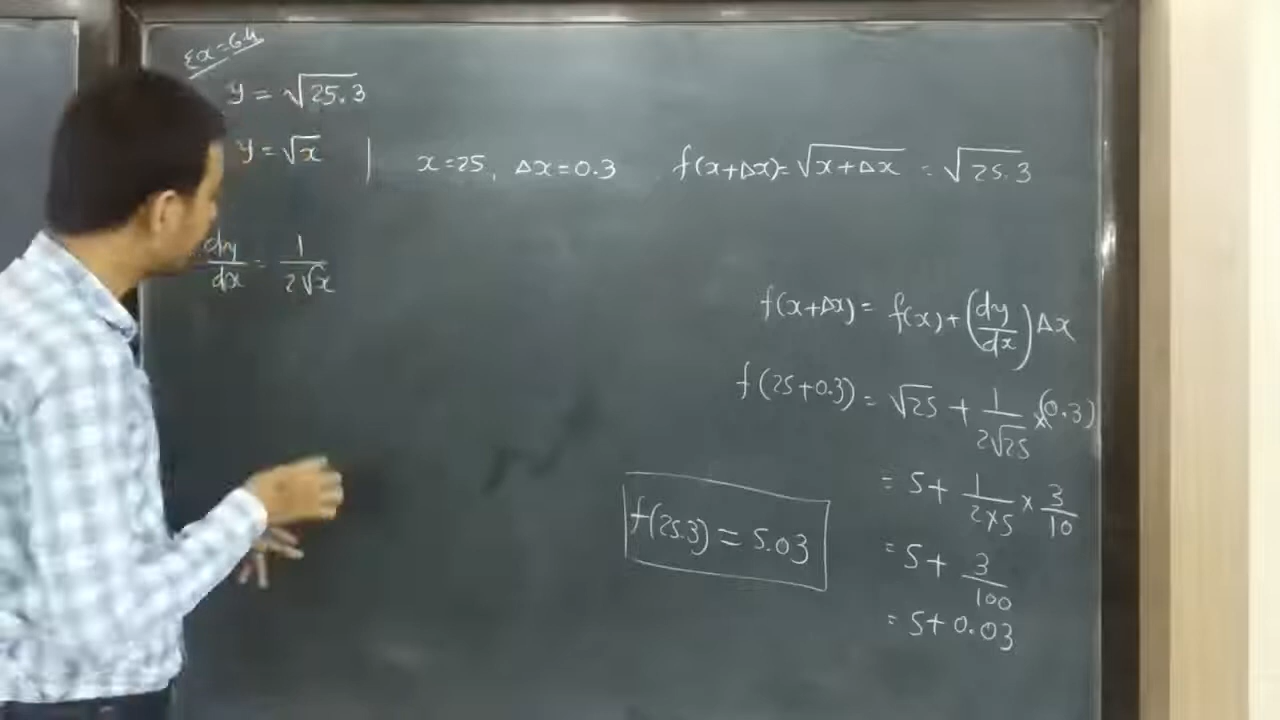 Ex=6.4
y = √25.3
y = √x | x=25, Δx=0.3 f(x+Δx)= √x+Δx = √25.3
dy/dx = 1/2√x
f(x+Δx) = f(x)+(dy/dx)Δx
f(25+0.3) = √25 + 1/2√25 ×(0.3)
= 5+ 1/2×5 × 3/10
f(25.3) = 5.03
= 5+ 3/100
= 5+0.03